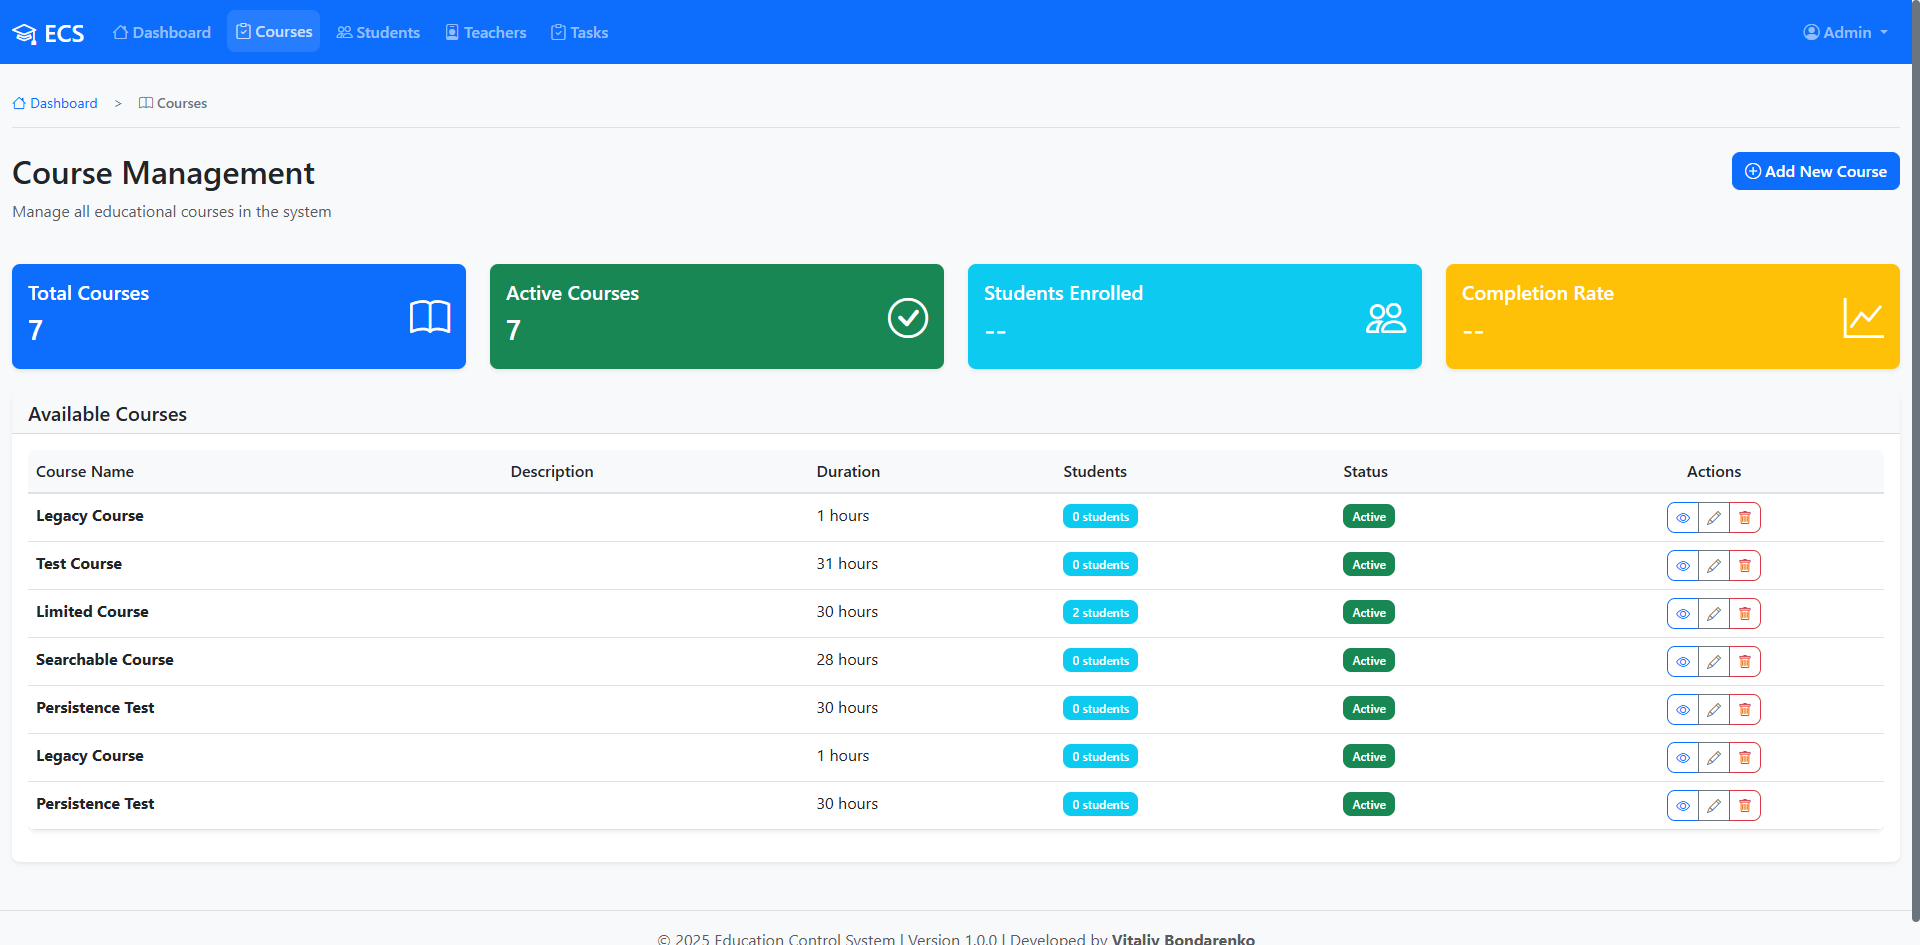 ECS Dashboard Courses Students Teachers Tasks Admin
Dashboard > Courses
Course Management
Add New Course
Manage all educational courses in the system
Total Courses
7
Active Courses
7
Students Enrolled
--
Completion Rate
--
Available Courses
Course Name Description Duration Students Status Actions
Legacy Course 1 hours 0 students Active
Test Course 31 hours 0 students Active
Limited Course 30 hours 2 students Active
Searchable Course 28 hours 0 students Active
Persistence Test 30 hours 0 students Active
Legacy Course 1 hours 0 students Active
Persistence Test 30 hours 0 students Active
© 2025 Education Control System | Version 1.0.0 | Developed by Vitaliy Bondarenko